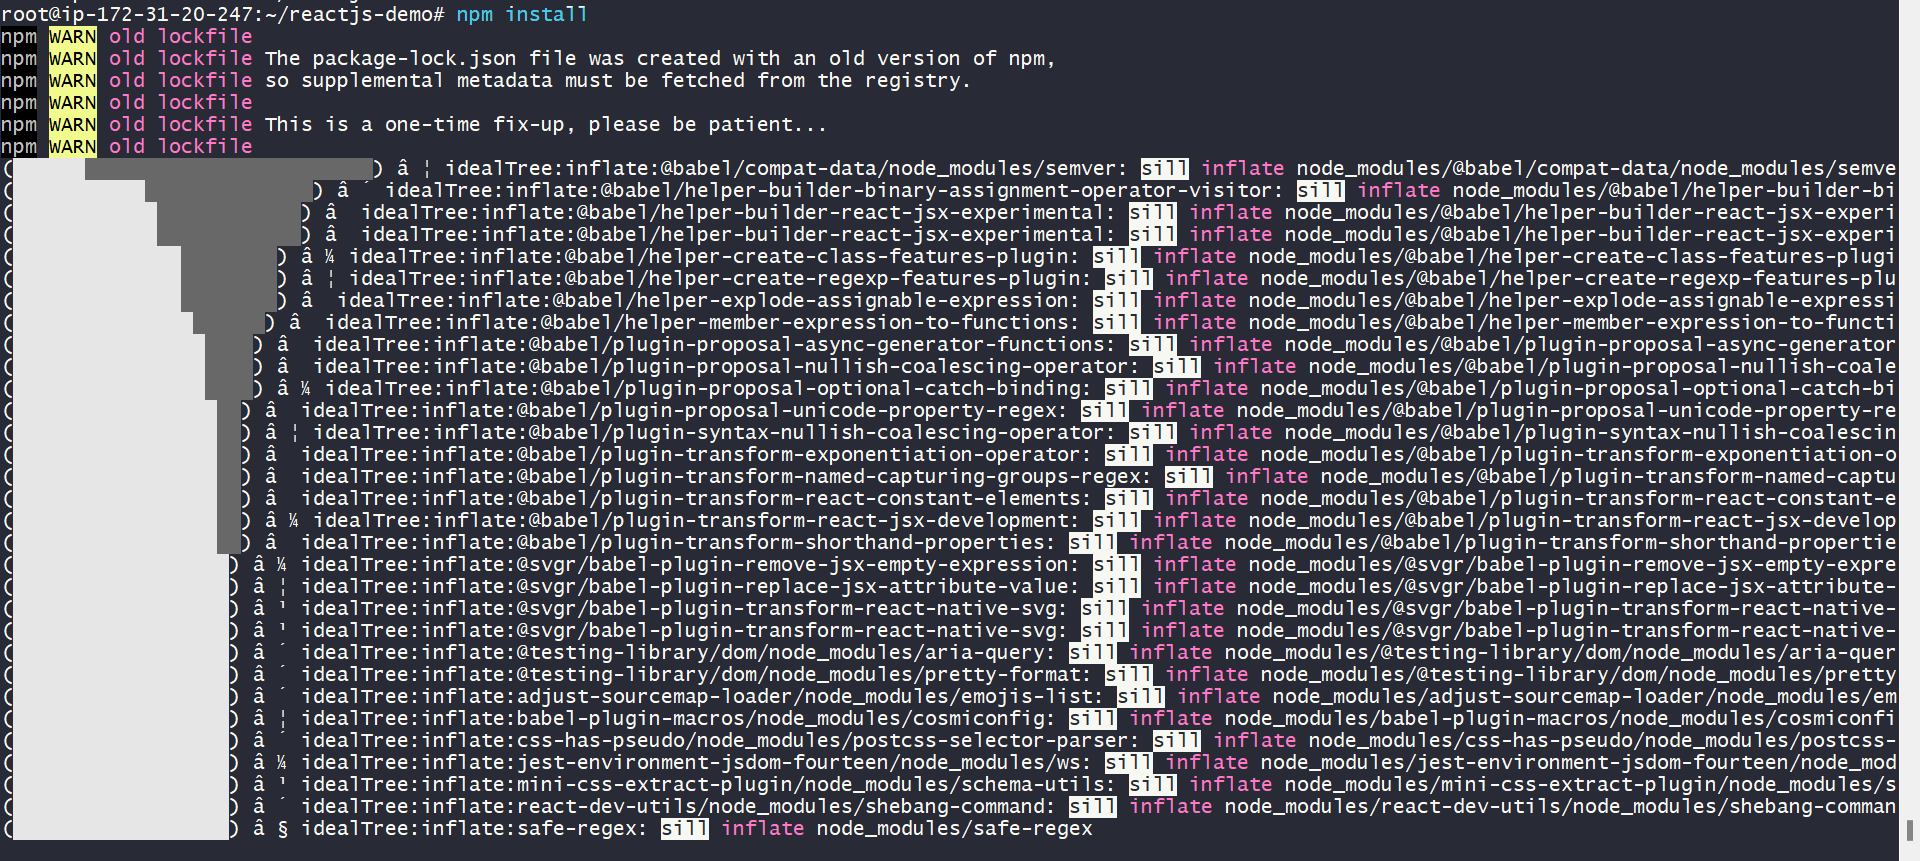 root@ip-172-31-20-247:~/reactjs-demo# npm install
npm WARN old lockfile
npm WARN old lockfile The package-lock.json file was created with an old version of npm,
npm WARN old lockfile so supplemental metadata must be fetched from the registry.
npm WARN old lockfile
npm WARN old lockfile This is a one-time fix-up, please be patient...
npm WARN old lockfile
( ) â ¦ idealTree:inflate:@babel/compat-data/node_modules/semver: sill inflate node_modules/@babel/compat-data/node_modules/semve
( ) â ´ idealTree:inflate:@babel/helper-builder-binary-assignment-operator-visitor: sill inflate node_modules/@babel/helper-builder-bi
( ) â idealTree:inflate:@babel/helper-builder-react-jsx-experimental: sill inflate node_modules/@babel/helper-builder-react-jsx-experi
( ) â idealTree:inflate:@babel/helper-builder-react-jsx-experimental: sill inflate node_modules/@babel/helper-builder-react-jsx-experi
( ) â ¼ idealTree:inflate:@babel/helper-create-class-features-plugin: sill inflate node_modules/@babel/helper-create-class-features-plugi
( ) â ¦ idealTree:inflate:@babel/helper-create-regexp-features-plugin: sill inflate node_modules/@babel/helper-create-regexp-features-plu
( ) â idealTree:inflate:@babel/helper-explode-assignable-expression: sill inflate node_modules/@babel/helper-explode-assignable-expressi
( ) â idealTree:inflate:@babel/helper-member-expression-to-functions: sill inflate node_modules/@babel/helper-member-expression-to-functi
( ) â idealTree:inflate:@babel/plugin-proposal-async-generator-functions: sill inflate node_modules/@babel/plugin-proposal-async-generator
( ) â idealTree:inflate:@babel/plugin-proposal-nullish-coalescing-operator: sill inflate node_modules/@babel/plugin-proposal-nullish-coale
( ) â ¼ idealTree:inflate:@babel/plugin-proposal-optional-catch-binding: sill inflate node_modules/@babel/plugin-proposal-optional-catch-bi
( ) â idealTree:inflate:@babel/plugin-proposal-unicode-property-regex: sill inflate node_modules/@babel/plugin-proposal-unicode-property-re
( ) â ¦ idealTree:inflate:@babel/plugin-syntax-nullish-coalescing-operator: sill inflate node_modules/@babel/plugin-syntax-nullish-coalescin
( ) â idealTree:inflate:@babel/plugin-transform-exponentiation-operator: sill inflate node_modules/@babel/plugin-transform-exponentiation-o
( ) â idealTree:inflate:@babel/plugin-transform-named-capturing-groups-regex: sill inflate node_modules/@babel/plugin-transform-named-captu
( ) â idealTree:inflate:@babel/plugin-transform-react-constant-elements: sill inflate node_modules/@babel/plugin-transform-react-constant-e
( ) â ¼ idealTree:inflate:@babel/plugin-transform-react-jsx-development: sill inflate node_modules/@babel/plugin-transform-react-jsx-develop
( ) â idealTree:inflate:@babel/plugin-transform-shorthand-properties: sill inflate node_modules/@babel/plugin-transform-shorthand-propertie
( ) â ¼ idealTree:inflate:@svgr/babel-plugin-remove-jsx-empty-expression: sill inflate node_modules/@svgr/babel-plugin-remove-jsx-empty-expre
( ) â ¦ idealTree:inflate:@svgr/babel-plugin-replace-jsx-attribute-value: sill inflate node_modules/@svgr/babel-plugin-replace-jsx-attribute-
( ) â ¹ idealTree:inflate:@svgr/babel-plugin-transform-react-native-svg: sill inflate node_modules/@svgr/babel-plugin-transform-react-native-
( ) â ¹ idealTree:inflate:@svgr/babel-plugin-transform-react-native-svg: sill inflate node_modules/@svgr/babel-plugin-transform-react-native-
( ) â ´ idealTree:inflate:@testing-library/dom/node_modules/aria-query: sill inflate node_modules/@testing-library/dom/node_modules/aria-quer
( ) â ´ idealTree:inflate:@testing-library/dom/node_modules/pretty-format: sill inflate node_modules/@testing-library/dom/node_modules/pretty
( ) â ´ idealTree:inflate:adjust-sourcemap-loader/node_modules/emojis-list: sill inflate node_modules/adjust-sourcemap-loader/node_modules/em
( ) â ¦ idealTree:inflate:babel-plugin-macros/node_modules/cosmiconfig: sill inflate node_modules/babel-plugin-macros/node_modules/cosmiconfi
( ) â ´ idealTree:inflate:css-has-pseudo/node_modules/postcss-selector-parser: sill inflate node_modules/css-has-pseudo/node_modules/postcss-
( ) â ¼ idealTree:inflate:jest-environment-jsdom-fourteen/node_modules/ws: sill inflate node_modules/jest-environment-jsdom-fourteen/node_mod
( ) â ¹ idealTree:inflate:mini-css-extract-plugin/node_modules/schema-utils: sill inflate node_modules/mini-css-extract-plugin/node_modules/s
( ) â ´ idealTree:inflate:react-dev-utils/node_modules/shebang-command: sill inflate node_modules/react-dev-utils/node_modules/shebang-comman
( ) â § idealTree:inflate:safe-regex: sill inflate node_modules/safe-regex